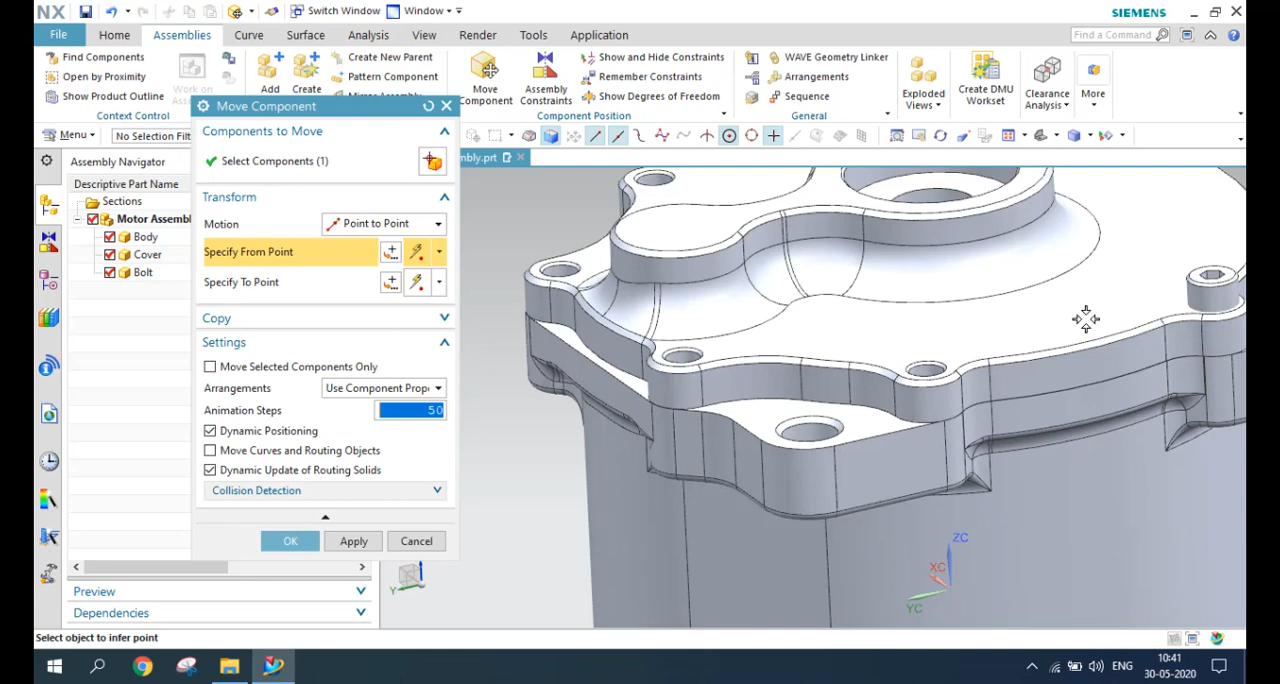 NX
Switch Window
Window
SIEMENS
File
Home
Assemblies
Curve
Surface
Analysis
View
Render
Tools
Application
Find a Command
Find Components
Open by Proximity
Show Product Outline
Work on
Context Control
Add
Create
Create New Parent
Pattern Component
Mirror Assembly
Move Component
Assembly Constraints
Show and Hide Constraints
Remember Constraints
Show Degrees of Freedom
Component Position
WAVE Geometry Linker
Arrangements
Sequence
General
Exploded Views
Create DMU Workset
Clearance Analysis
More
Menu
No Selection Filt
Assembly Navigator
Descriptive Part Name
Sections
Motor Assembl
Body
Cover
Bolt
Preview
Dependencies
Move Component
Components to Move
Select Components (1)
Transform
Motion
Point to Point
Specify From Point
Specify To Point
Copy
Settings
Move Selected Components Only
Arrangements
Use Component Prope
Animation Steps
50
Dynamic Positioning
Move Curves and Routing Objects
Dynamic Update of Routing Solids
Collision Detection
OK
Apply
Cancel
mbly.prt
ZC
XC
YC
Y
Select object to infer point
ENG
10:41
30-05-2020